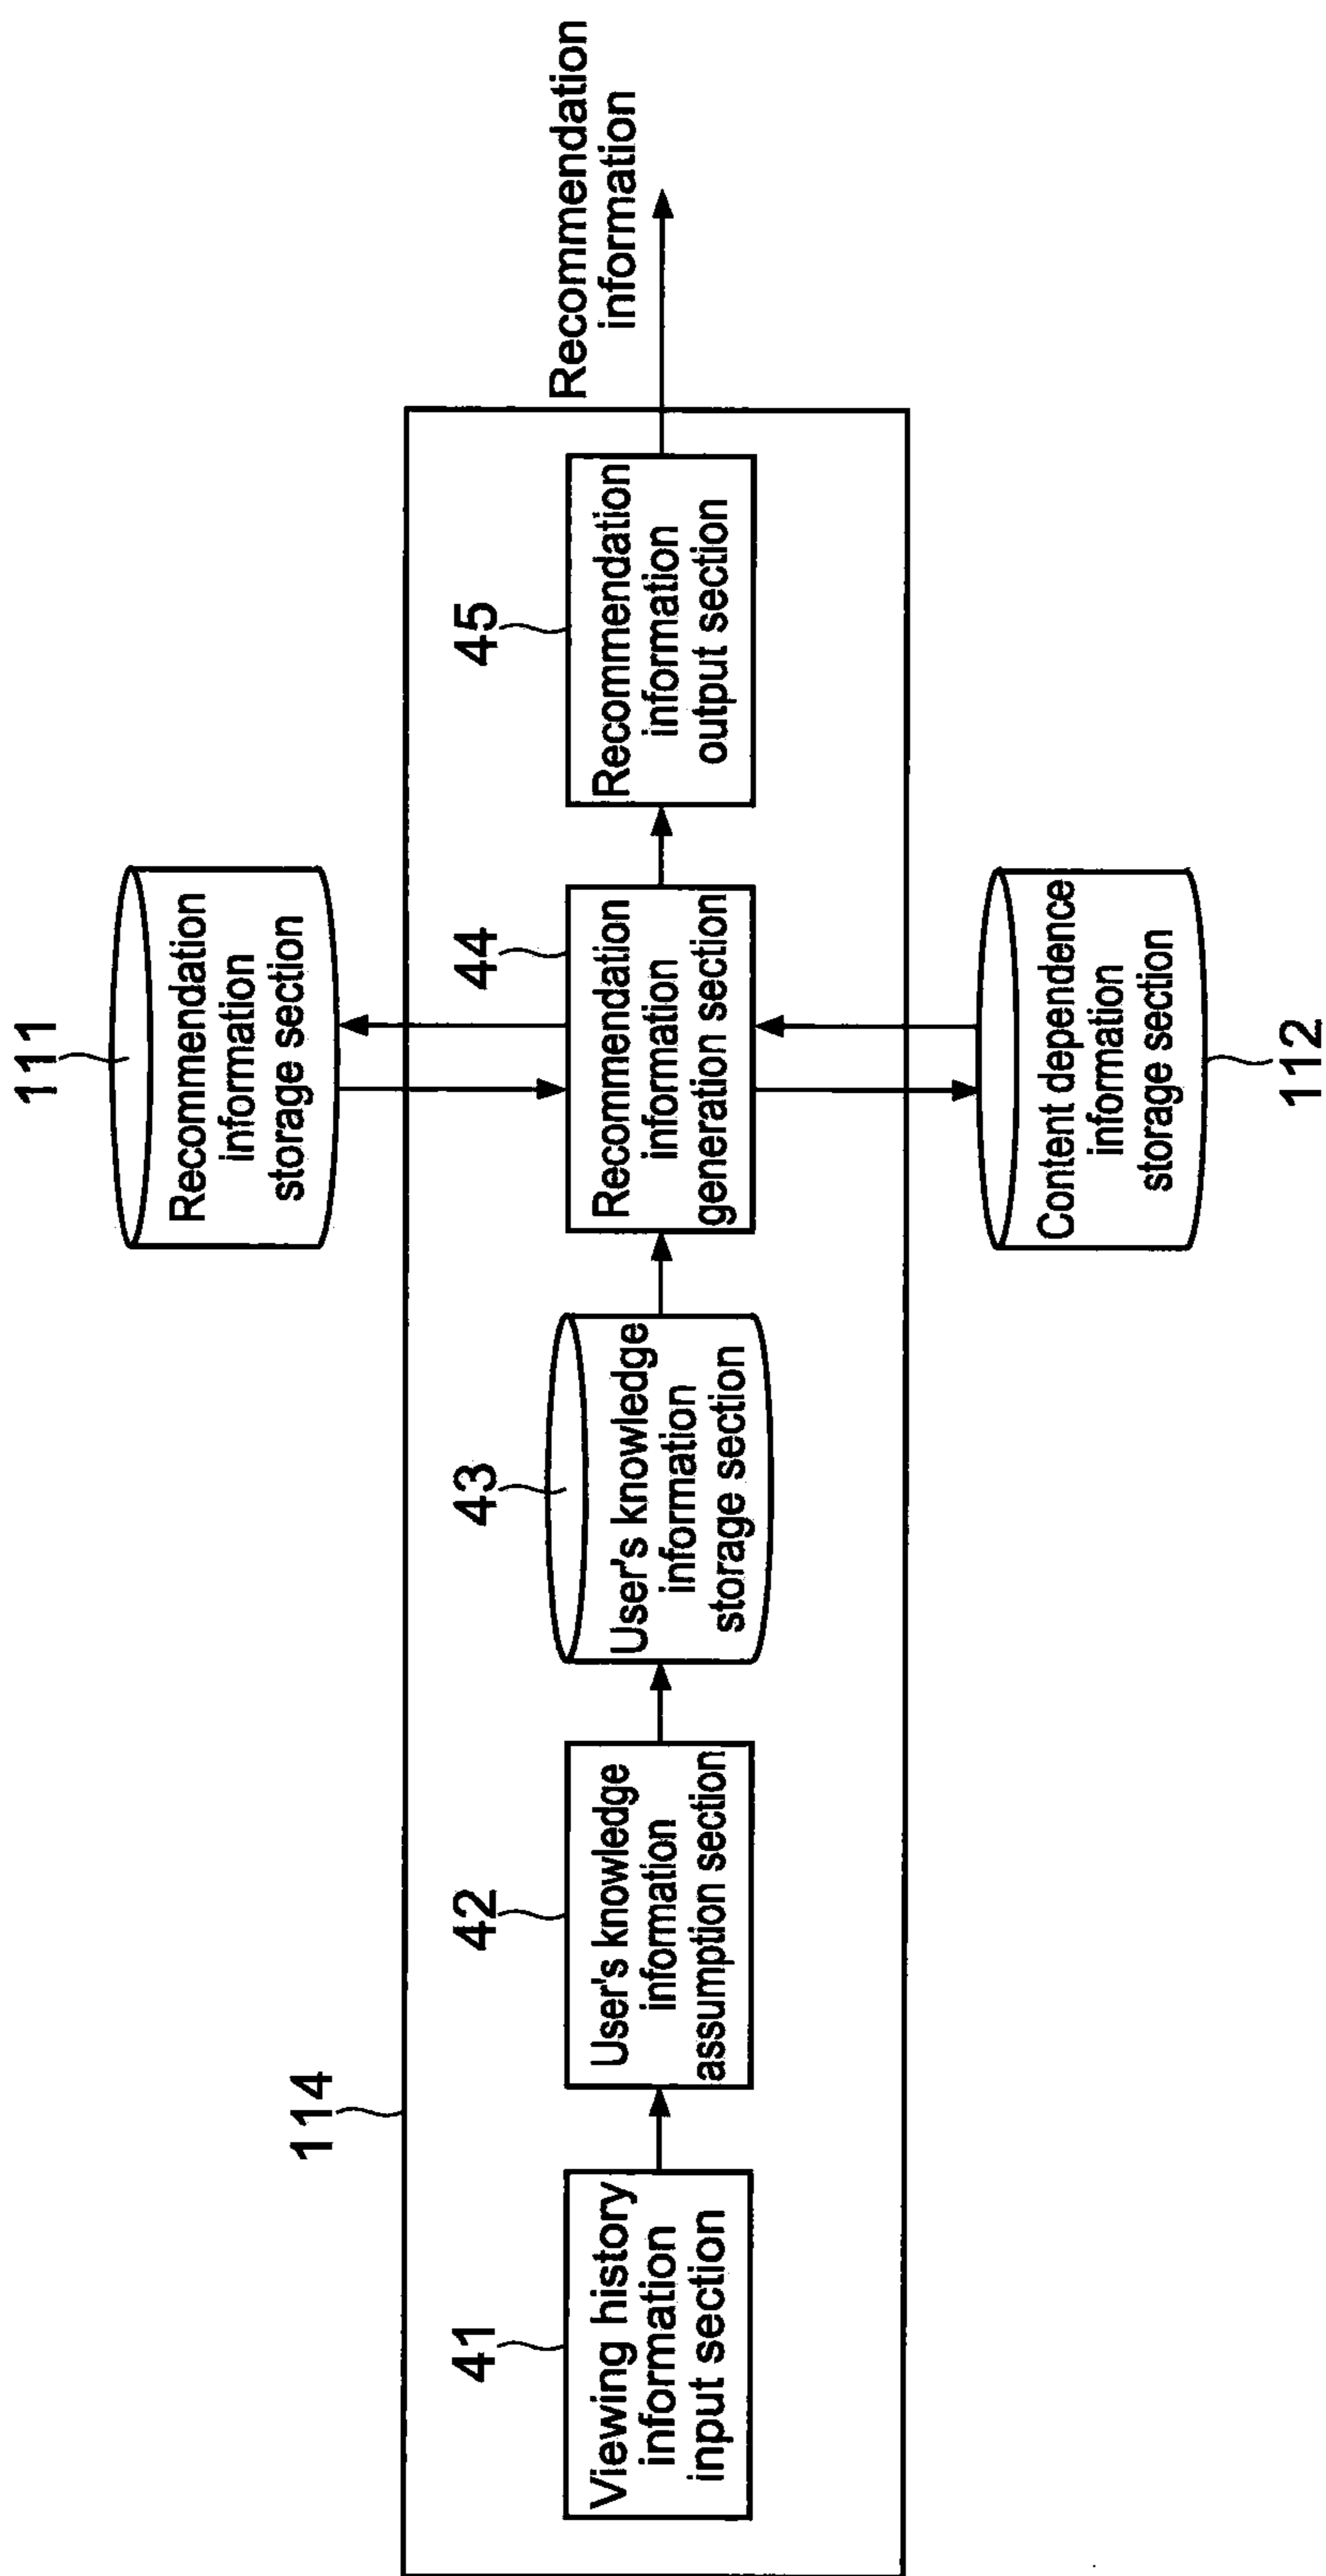 111
Recommendation
information
storage section
114
41
Viewing history
information
input section
42
User's knowledge
information
assumption section
43
User's knowledge
information
storage section
44
Recommendation
information
generation section
45
Recommendation
information
output section
Recommendation
information
Content dependence
information
storage section
112